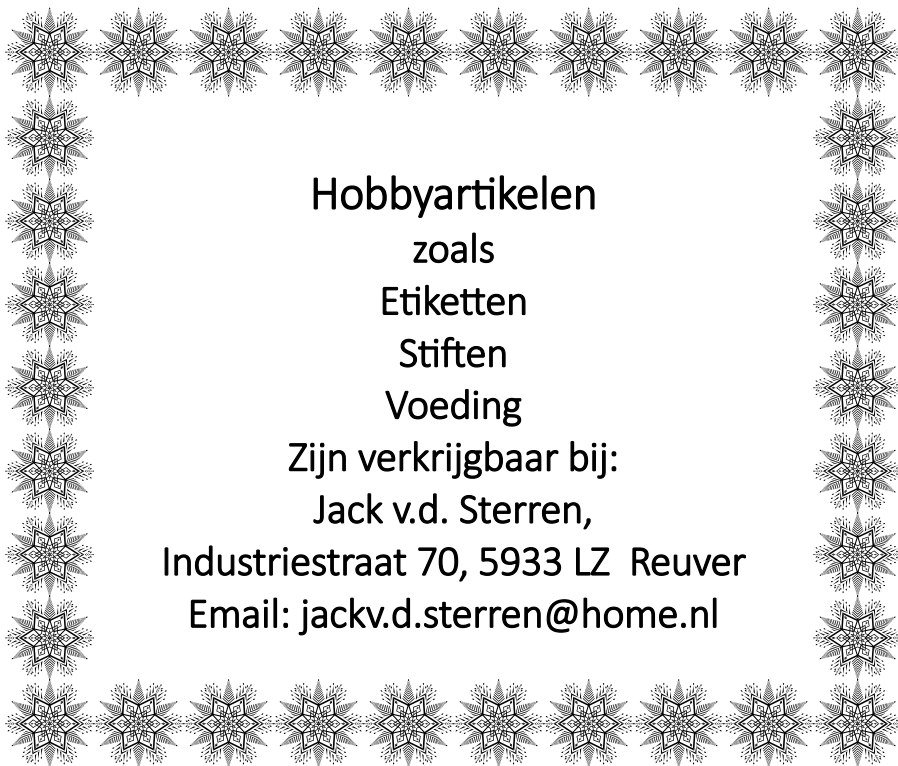 Hobbyartikelen
zoals
Etiketten
Stiften
Voeding
Zijn verkrijgbaar bij:
Jack v.d. Sterren,
Industriestraat 70, 5933 LZ  Reuver
Email: jackv.d.sterren@home.nl